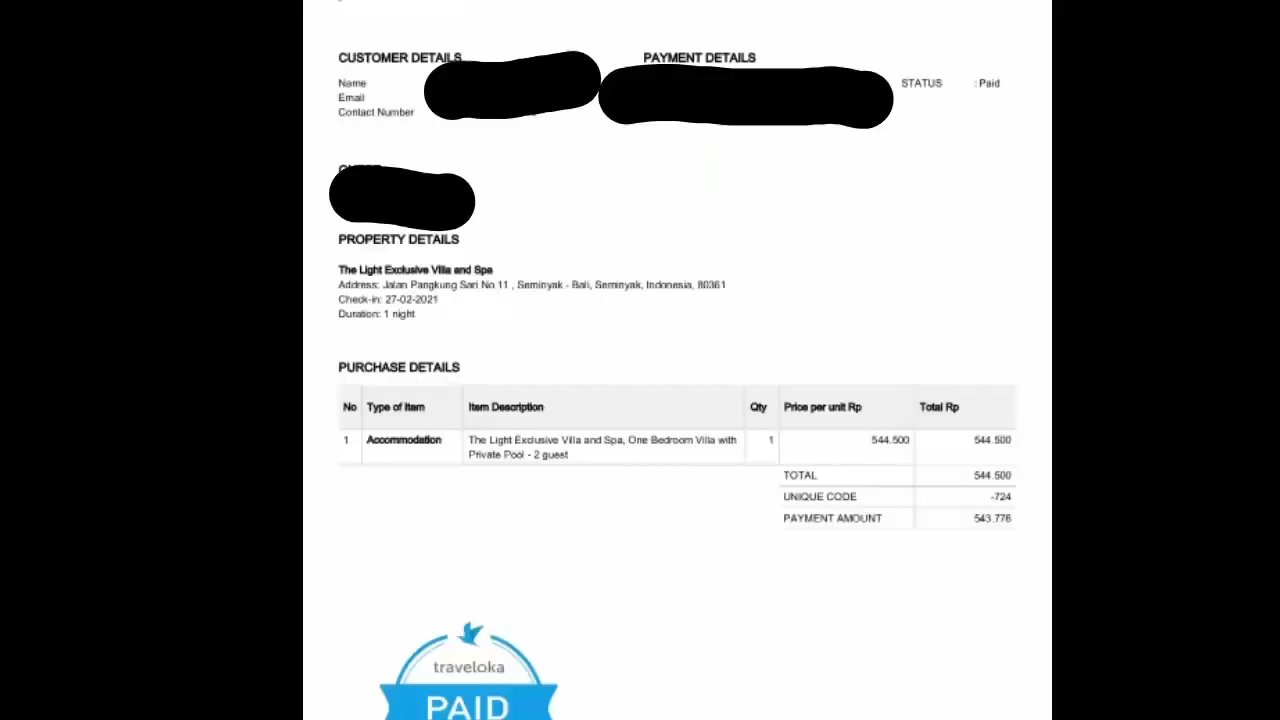 CUSTOMER DETAILS
PAYMENT DETAILS
Name
STATUS : Paid
Email
Contact Number
PROPERTY DETAILS
The Light Exclusive Villa and Spa
Address: Jalan Pangkung Sari No 11 , Seminyak - Bali, Seminyak, Indonesia, 80361
Check-in: 27-02-2021
Duration: 1 night
PURCHASE DETAILS
No Type of Item Item Description Qty Price per unit Rp Total Rp
1 Accommodation The Light Exclusive Villa and Spa, One Bedroom Villa with 1 544.500 544.500
Private Pool - 2 guest
TOTAL 544.500
UNIQUE CODE -724
PAYMENT AMOUNT 543.776
traveloka
PAID